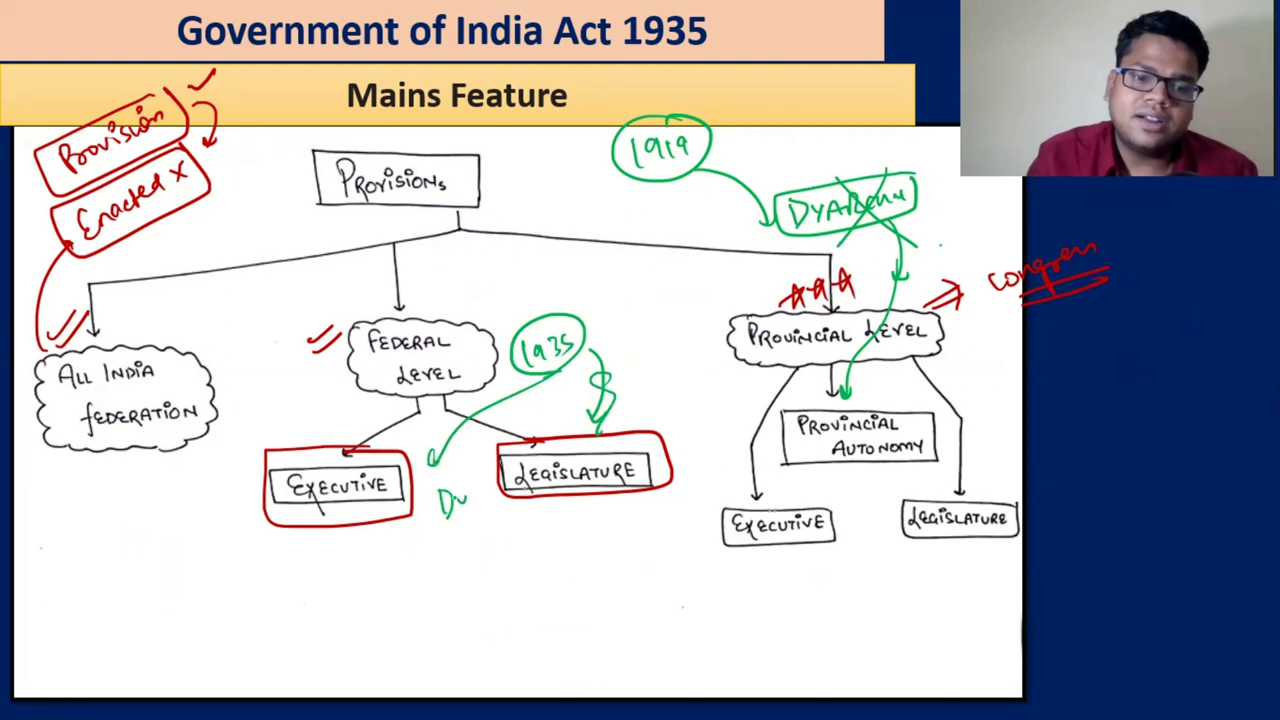 Government of India Act 1935
Mains Feature
Provision
Enacted X
1919
PROVISIONS
DYARCHY
Congress
FEDERAL
LEVEL
1935
PROVINCIAL LEVEL
ALL INDIA
FEDERATION
PROVINCIAL
AUTONOMY
EXECUTIVE
LEGISLATURE
Dy
EXECUTIVE
LEGISLATURE